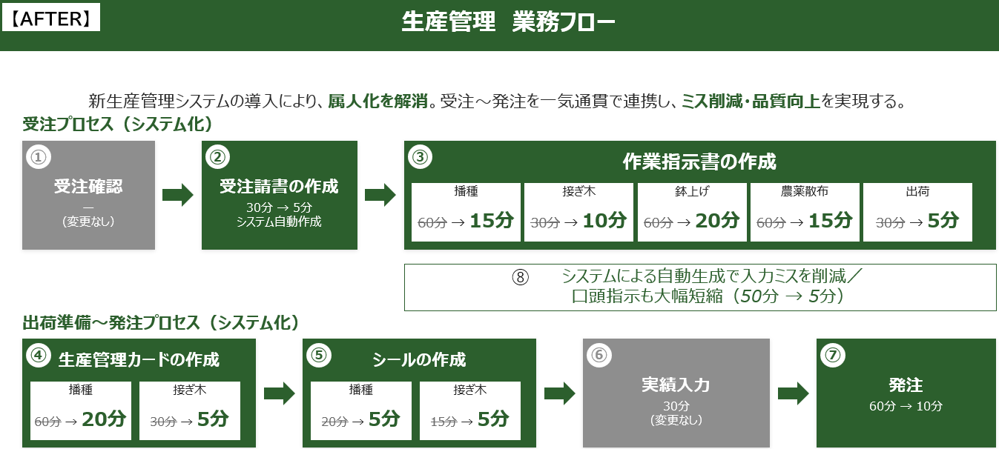 【AFTER】
生産管理 業務フロー
新生産管理システムの導入により、属人化を解消。受注～発注を一気通貫で連携し、ミス削減・品質向上を実現する。
受注プロセス（システム化）
①
受注確認
―
（変更なし）
②
受注請書の作成
30分 → 5分
システム自動作成
③
作業指示書の作成
播種
60分 → 15分
接ぎ木
30分 → 10分
鉢上げ
60分 → 20分
農薬散布
60分 → 15分
出荷
30分 → 5分
⑧
システムによる自動生成で入力ミスを削減／
口頭指示も大幅短縮（50分 → 5分）
出荷準備～発注プロセス（システム化）
④
生産管理カードの作成
播種
60分 → 20分
接ぎ木
30分 → 5分
⑤
シールの作成
播種
20分 → 5分
接ぎ木
15分 → 5分
⑥
実績入力
30分
（変更なし）
⑦
発注
60分 → 10分